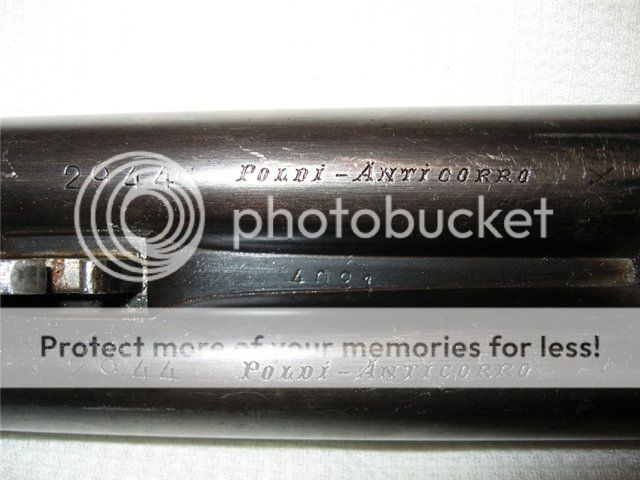 2944 POLDI-ANTICORRO
photobucket
4091
Protect more of your memories for less!
2944 POLDI-ANTICORRO